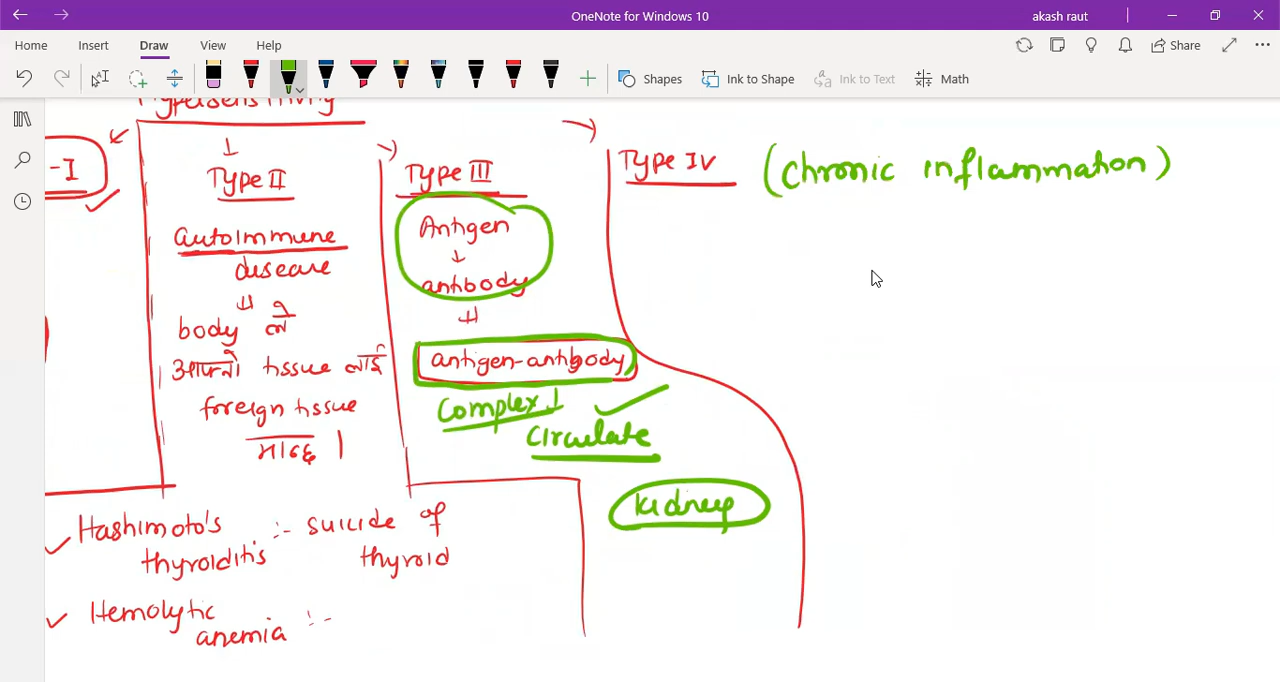 OneNote for Windows 10
akash raut
Home Insert Draw View Help
Share
Shapes
Ink to Shape
Ink to Text
Math
Hypersensitivity
-I
Type II
Autoimmune
disease
body ले
आफ्नो tissue लाई
foreign tissue
मान्छ ।
Type III
Antigen
↓
antibody
antigen-antibody
Complex ↓
Circulate
kidney
Type IV (Chronic inflammation)
Hashimoto's
thyroiditis :- suicide of
thyroid
Hemolytic
anemia :-